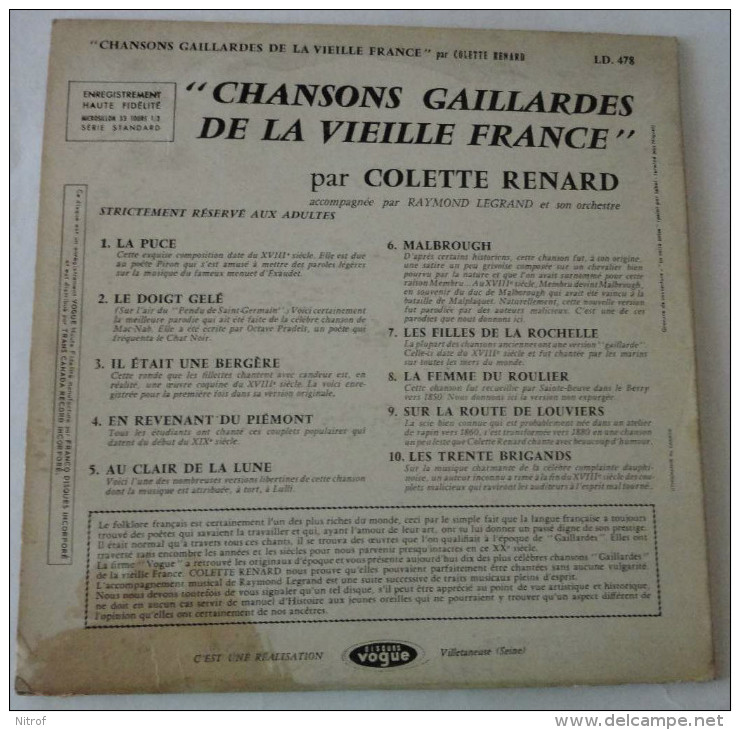 "CHANSONS GAILLARDES DE LA VIEILLE FRANCE" par COLETTE RENARD
LD. 478
ENREGISTREMENT
HAUTE FIDÉLITÉ
MICROSILLON 33 TOURS 1/3
SÉRIE STANDARD
"CHANSONS GAILLARDES
DE LA VIEILLE FRANCE"
par COLETTE RENARD
accompagnée par RAYMOND LEGRAND et son orchestre
STRICTEMENT RÉSERVÉ AUX ADULTES
1. LA PUCE
Cette exquise composition date du XVIIIe siècle. Elle est due
au poète Piron qui s'est amusé à mettre des paroles légères
sur la musique du fameux menuet d'Exaudet.
2. LE DOIGT GELÉ
(Sur l'air du "Pendu de Saint Germain".) Voici certainement
la meilleure parodie qui ait été faite de la célèbre chanson de
Mac-Nab. Elle a été écrite par Octave Pradels, un poète qui
fréquenta le Chat Noir.
3. IL ÉTAIT UNE BERGÈRE
Cette ronde que les fillettes chantent avec candeur est, en
réalité, une œuvre coquine du XVIIIe siècle. La voici enre-
gistrée pour la première fois dans sa version originale.
4. EN REVENANT DU PIÉMONT
Tous les étudiants ont chanté ces couplets populaires qui
datent du début du XIXe siècle.
5. AU CLAIR DE LA LUNE
Voici l'une des nombreuses versions libertines de cette chanson
dont la musique est attribuée, à tort, à Lulli.
6. MALBROUGH
D'après certains historiens, cette chanson fut, à son origine,
une satire un peu grivoise composée sur un chevalier bien
pourvu par la nature et que l'on avait surnommé pour cette
raison Membru... Au XVIIIe siècle, Membru devint Malbrough,
en souvenir du duc de Malborough qui avait été vaincu à la
bataille de Malplaquet. Naturellement, cette nouvelle version
fut parodiée par des auteurs malicieux. C'est une de ces
parodies que nous donnons ici.
7. LES FILLES DE LA ROCHELLE
La plupart des chansons anciennes ont une version "gaillarde".
Celle-ci date du XVIIIe siècle et fut chantée par les marins
sur toutes les mers du monde.
8. LA FEMME DU ROULIER
Cette chanson fut recueillie par Sainte-Beuve dans le Berry
vers 1830. Nous donnons ici la version non expurgée.
9. SUR LA ROUTE DE LOUVIERS
La scie bien connue qui est probablement née dans un atelier
de rapin vers 1860, s'est transformée vers 1880 en une chanson
un peu leste que Colette Renard chante avec beaucoup d'humour.
10. LES TRENTE BRIGANDS
Sur la musique charmante de la célèbre complainte dauphi-
noise, un auteur inconnu a rimé à la fin du XVIIIe siècle des cou-
plets malicieux qui ravirent les auditeurs à l'esprit mal tourné.
Ce disque est un enregistrement VOGUE Haute Fidélité manufacturé par FRANCO DISQUES INCORPORÉ
et est distribué par TRANS CANADA RECORD INCORPORÉ.
Le folklore français est certainement l'un des plus riches du monde, ceci par le simple fait que la langue française a toujours
trouvé des poètes qui savaient la travailler et qui, ayant l'amour de leur art, ont su lui donner un passé digne de son prestige.
Il était normal qu'à travers tous ces chants, il se trouva des œuvres que l'on qualifiait à l'époque de "Gaillardes". Elles ont
traversé sans encombre les années et les siècles pour nous parvenir presqu'intactes en ce XXe siècle.
La firme "Vogue" a retrouvé les originaux d'époque et vous présente aujourd'hui dix des plus célèbres chansons "Gaillardes"
de la vieille France. COLETTE RENARD nous prouve qu'elles pouvaient parfaitement être chantées sans aucune vulgarité.
L'accompagnement musical de Raymond Legrand est une suite successive de traits musicaux pleins d'esprit.
Nous nous devons toutefois de vous signaler qu'un tel disque, s'il peut être apprécié au point de vue artistique et historique,
ne doit en aucun cas servir de manuel d'Histoire aux jeunes oreilles qui ne pourraient y trouver qu'un aspect différent de
l'opinion qu'elles ont certainement de nos ancêtres.
C'EST UNE RÉALISATION
DISQUES
vogue
Villetaneuse (Seine)
Nitrof
delcampe.net